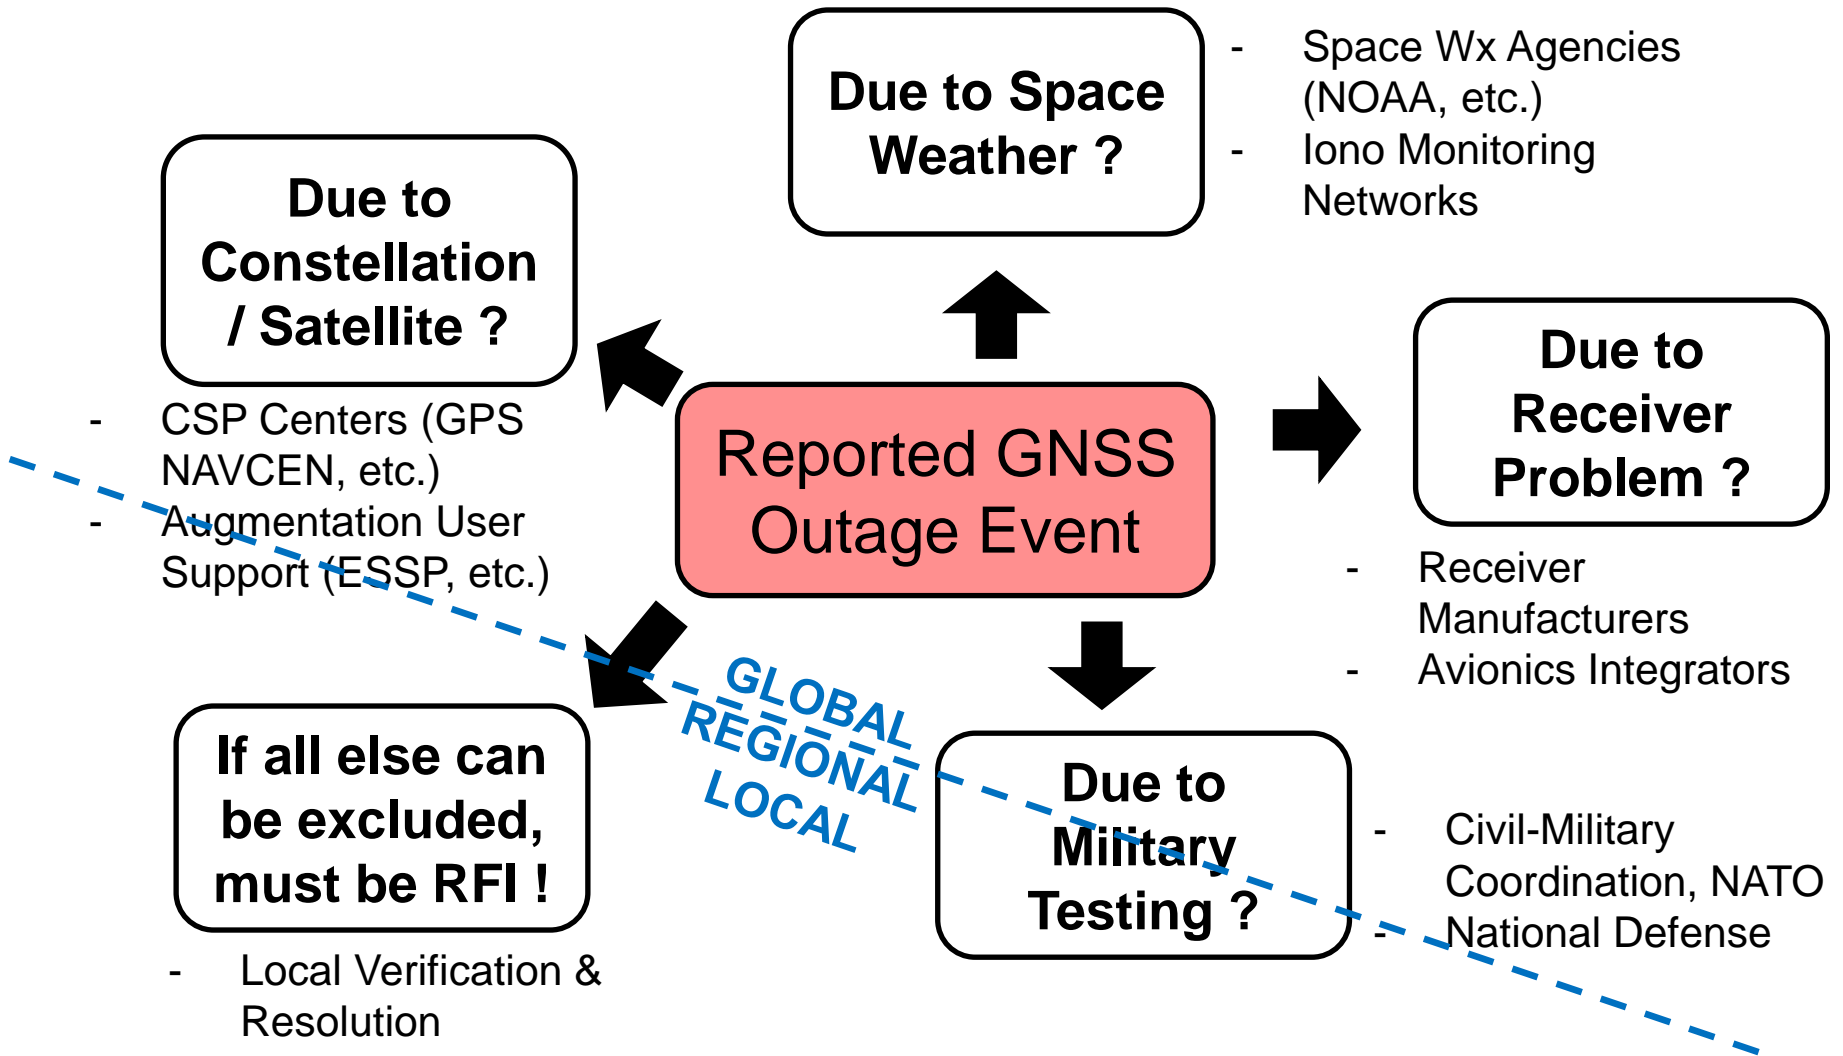 Due to Space
Weather ?
- Space Wx Agencies
(NOAA, etc.)
- Iono Monitoring
Networks
Due to
Constellation
/ Satellite ?
- CSP Centers (GPS
NAVCEN, etc.)
- Augmentation User
Support (ESSP, etc.)
Reported GNSS
Outage Event
Due to
Receiver
Problem ?
- Receiver
Manufacturers
- Avionics Integrators
GLOBAL
REGIONAL
LOCAL
If all else can
be excluded,
must be RFI !
- Local Verification &
Resolution
Due to
Military
Testing ?
- Civil-Military
Coordination, NATO
- National Defense